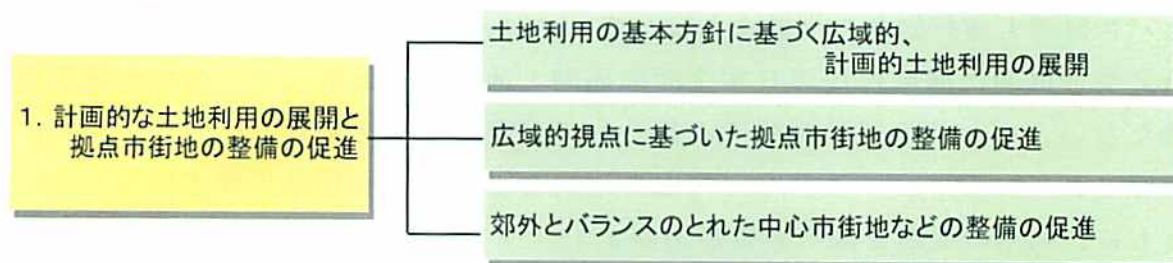 1. 計画的な土地利用の展開と
拠点市街地の整備の促進
土地利用の基本方針に基づく広域的、
計画的土地利用の展開
広域的視点に基づいた拠点市街地の整備の促進
郊外とバランスのとれた中心市街地などの整備の促進